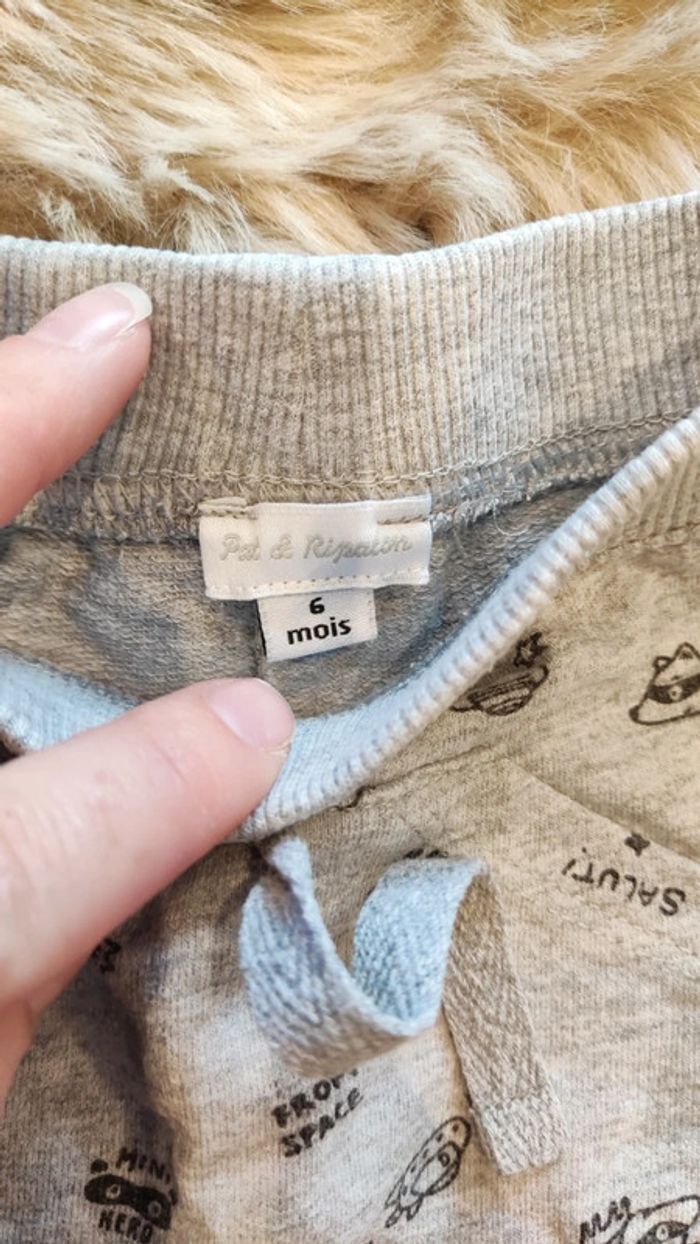 Pat & Ripaton
6
mois
SALUT!
FROM
SPACE
MINI
HERO